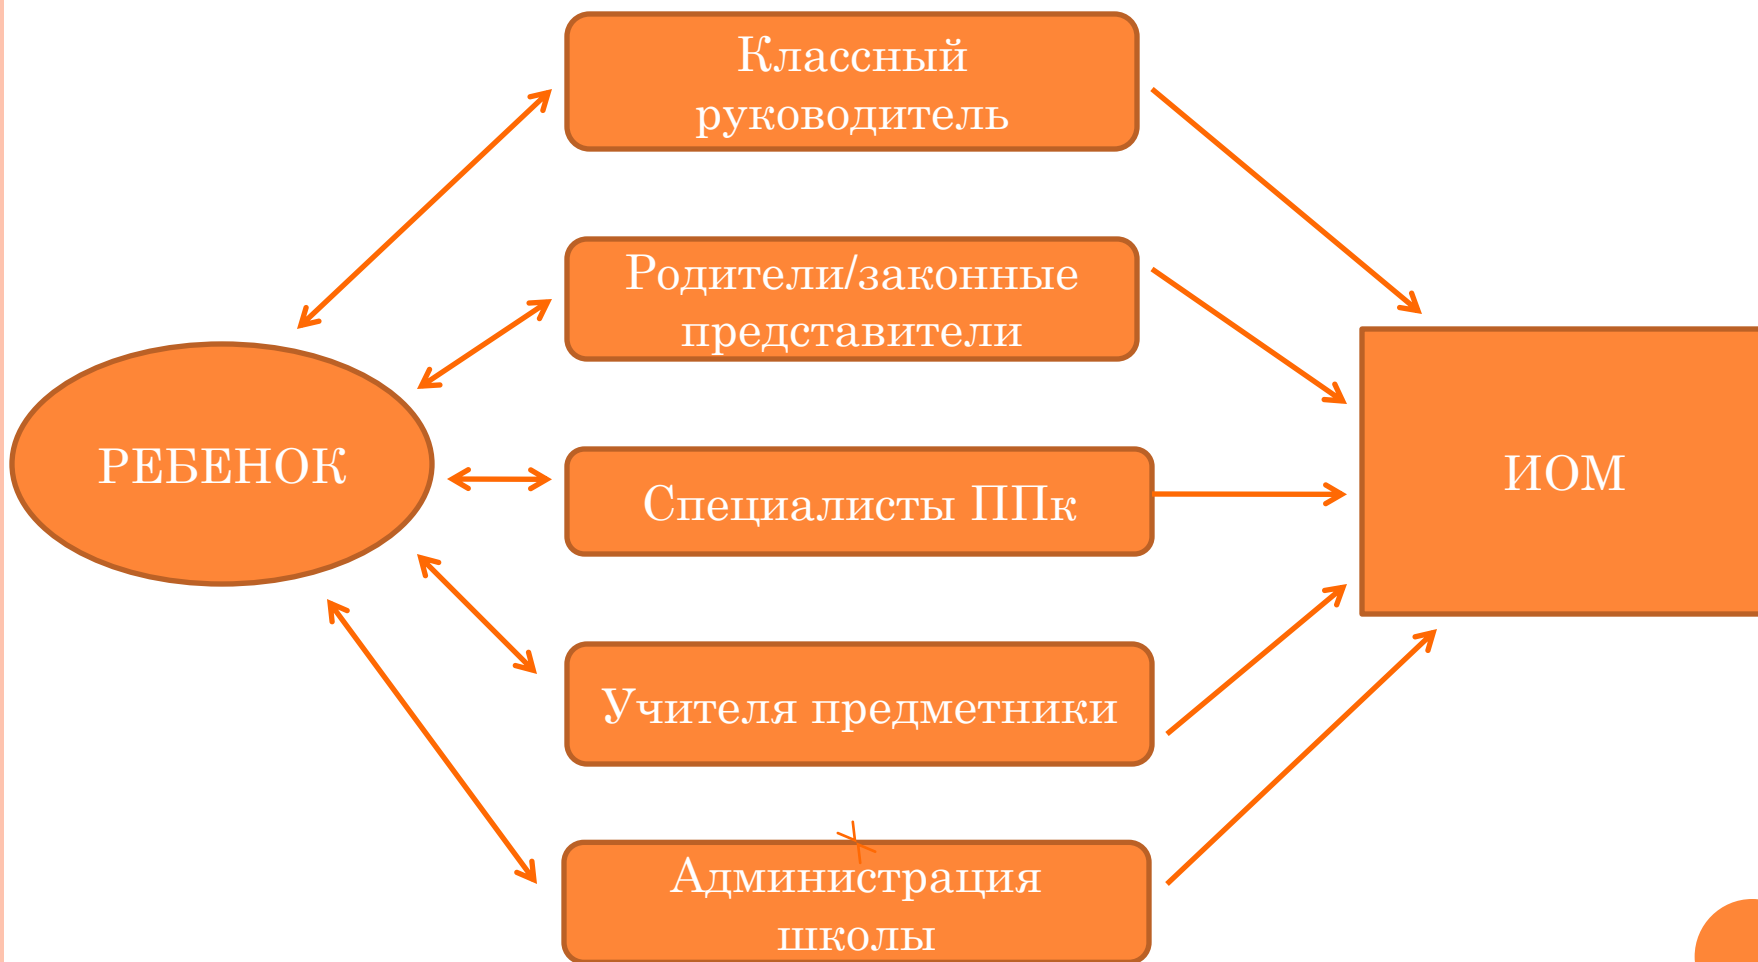 Классный
руководитель
Родители/законные
представители
РЕБЕНОК
ИОМ
Специалисты ППк
Учителя предметники
Администрация
школы